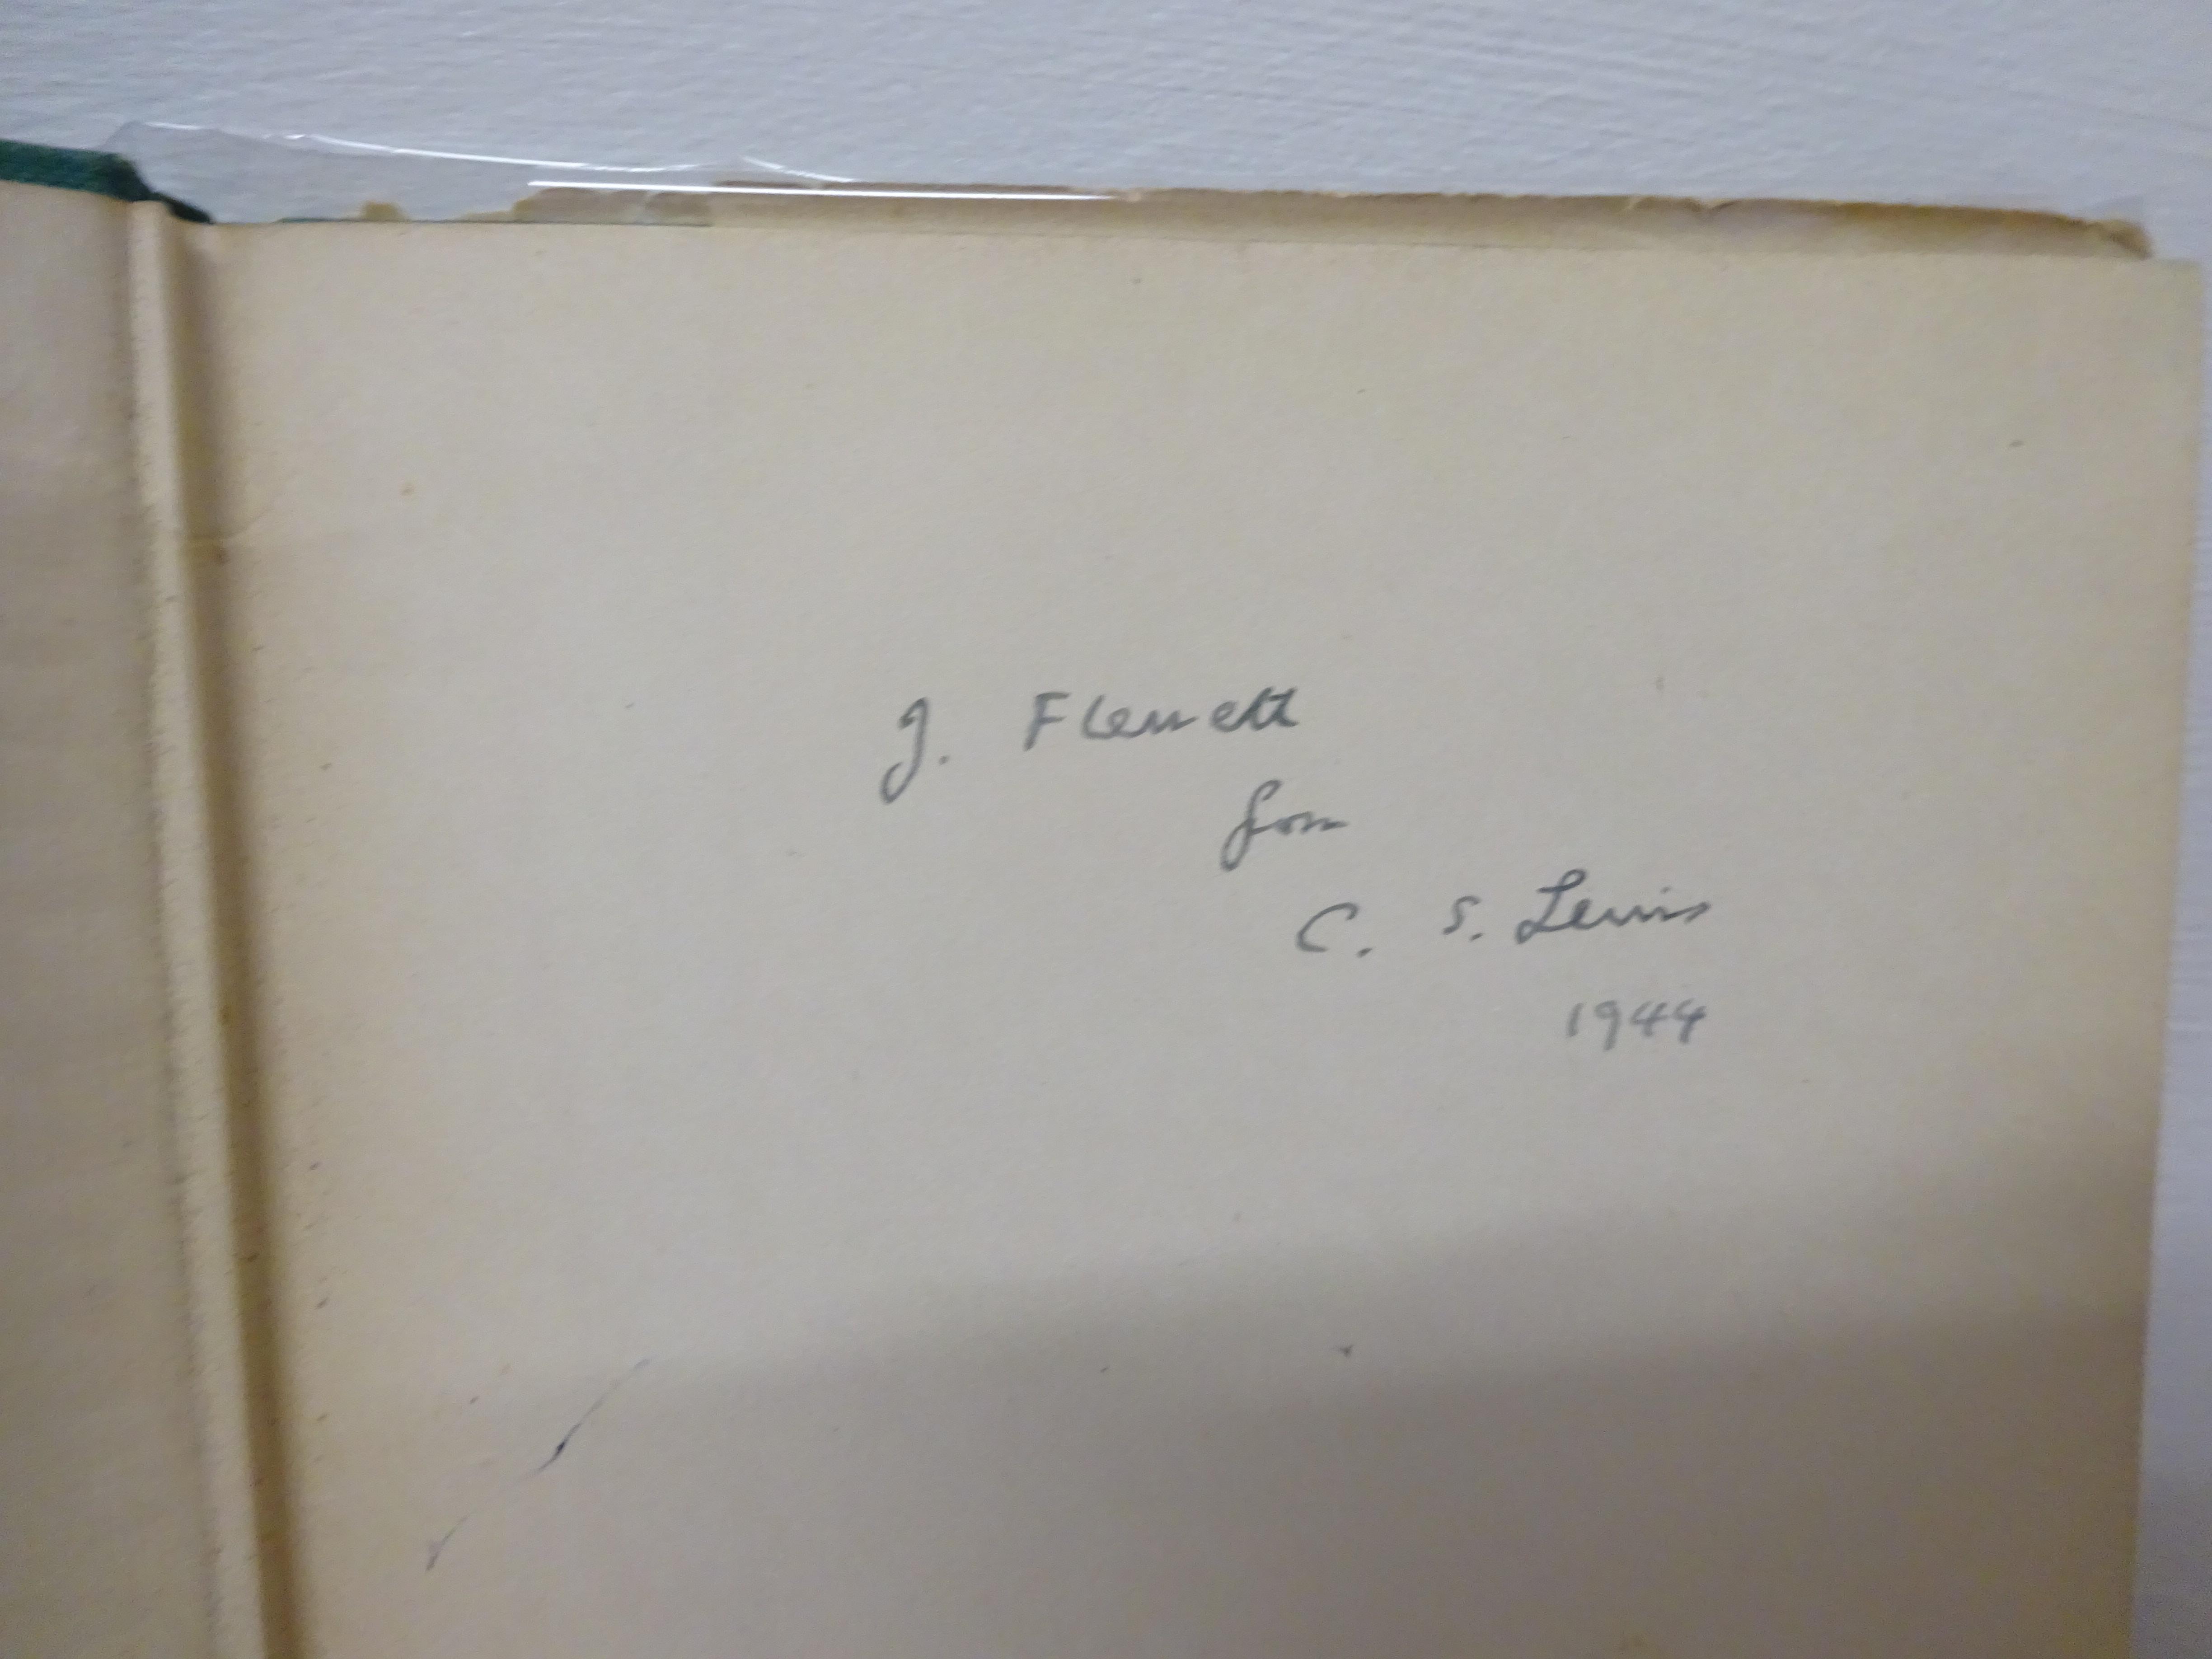 J. Flewett
from
C. S. Lewis
1944